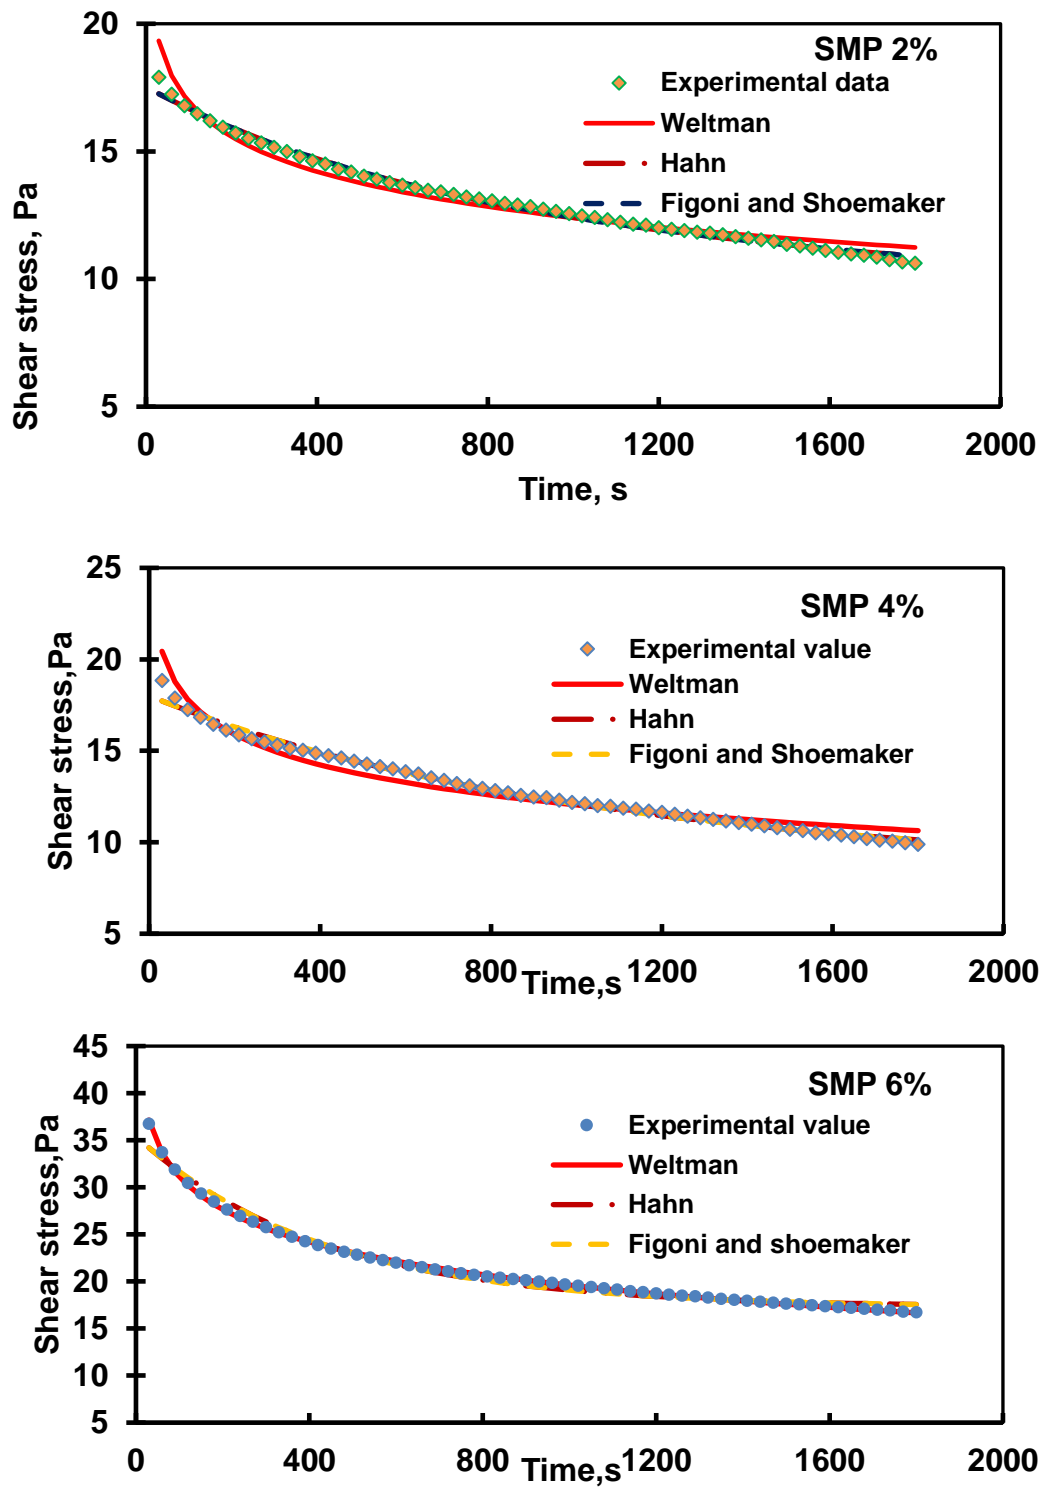 20
15
10
5
Shear stress, Pa
SMP 2%
Experimental data
Weltman
Hahn
Figoni and Shoemaker
0 400 800 1200 1600 2000
Time, s
25
20
15
10
5
Shear stress,Pa
SMP 4%
Experimental value
Weltman
Hahn
Figoni and Shoemaker
0 400 800 1200 1600 2000
Time,s
45
40
35
30
25
20
15
10
5
Shear stress,Pa
SMP 6%
Experimental value
Weltman
Hahn
Figoni and shoemaker
0 400 800 1200 1600 2000
Time,s